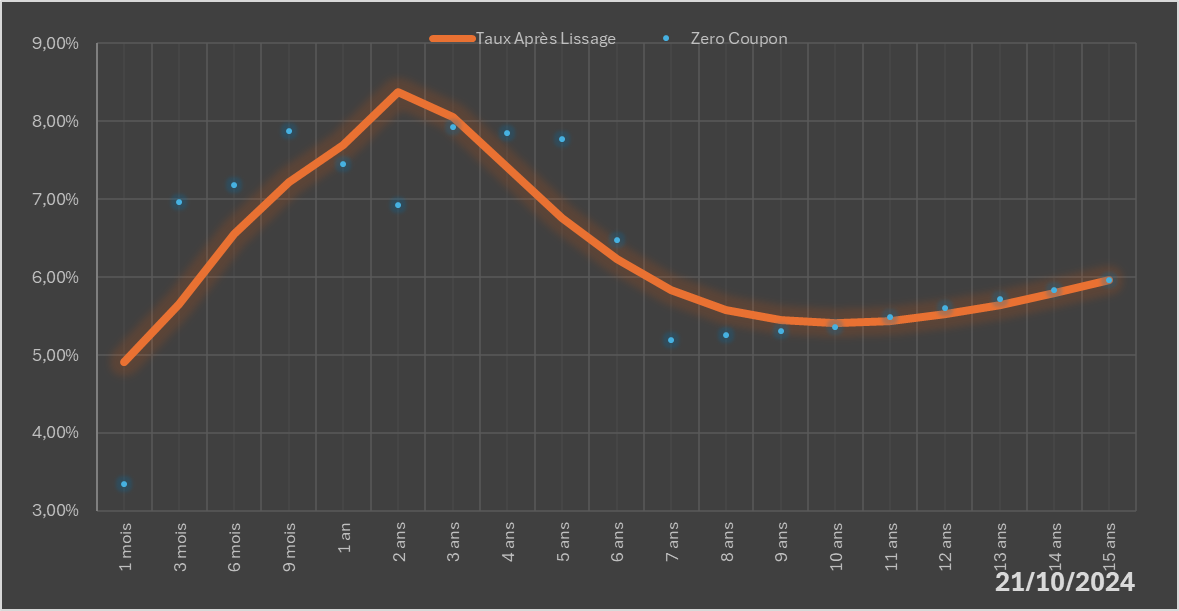 Taux Après Lissage
Zero Coupon
9,00%
8,00%
7,00%
6,00%
5,00%
4,00%
3,00%
1 mois
3 mois
6 mois
9 mois
1 an
2 ans
3 ans
4 ans
5 ans
6 ans
7 ans
8 ans
9 ans
10 ans
11 ans
12 ans
13 ans
14 ans
15 ans
21/10/2024